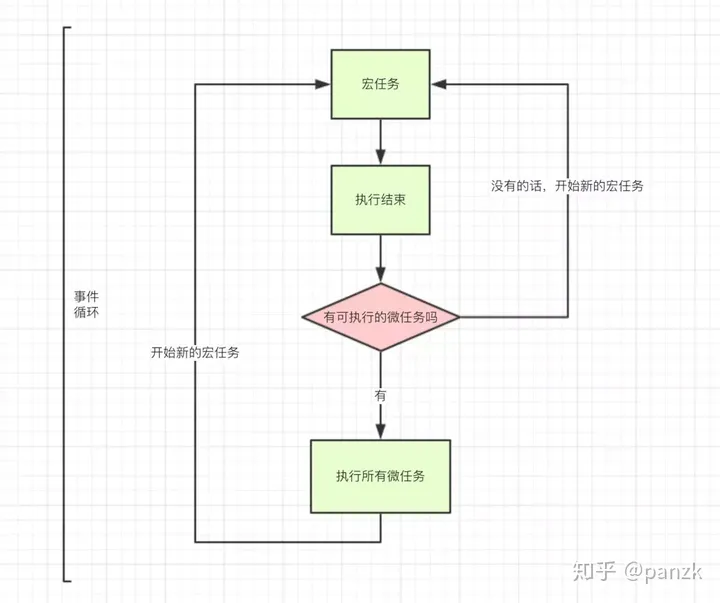 宏任务
执行结束
没有的话，开始新的宏任务
事件
循环
有可执行的微任务吗
开始新的宏任务
有
执行所有微任务
知乎 @panzk